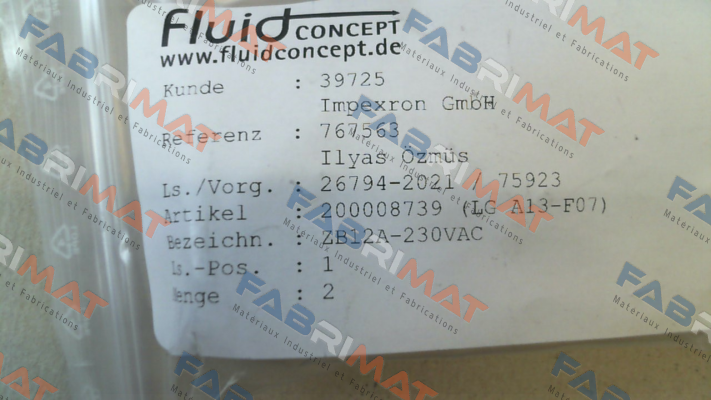 Fluid CONCEPT
www.fluidconcept.de
Kunde : 39725
Impexron GmbH
Referenz : 767563
Ilyas Özmüs
Ls./Vorg. : 26794-2021 / 75923
Artikel : 200008739 (LG A13-F07)
Bezeichn. : ZB12A-230VAC
Ls.-Pos. : 1
Menge : 2
FABRIMAT
Matériaux Industriel et Fabrications